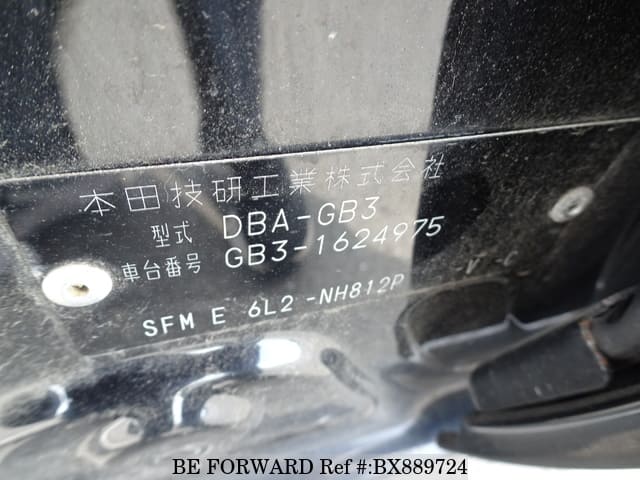 本田技研工業株式会社
型式 DBA-GB3
車台番号 GB3-1624975
SFM E 6L2 -NH812P
V C
BE FORWARD Ref #:BX889724